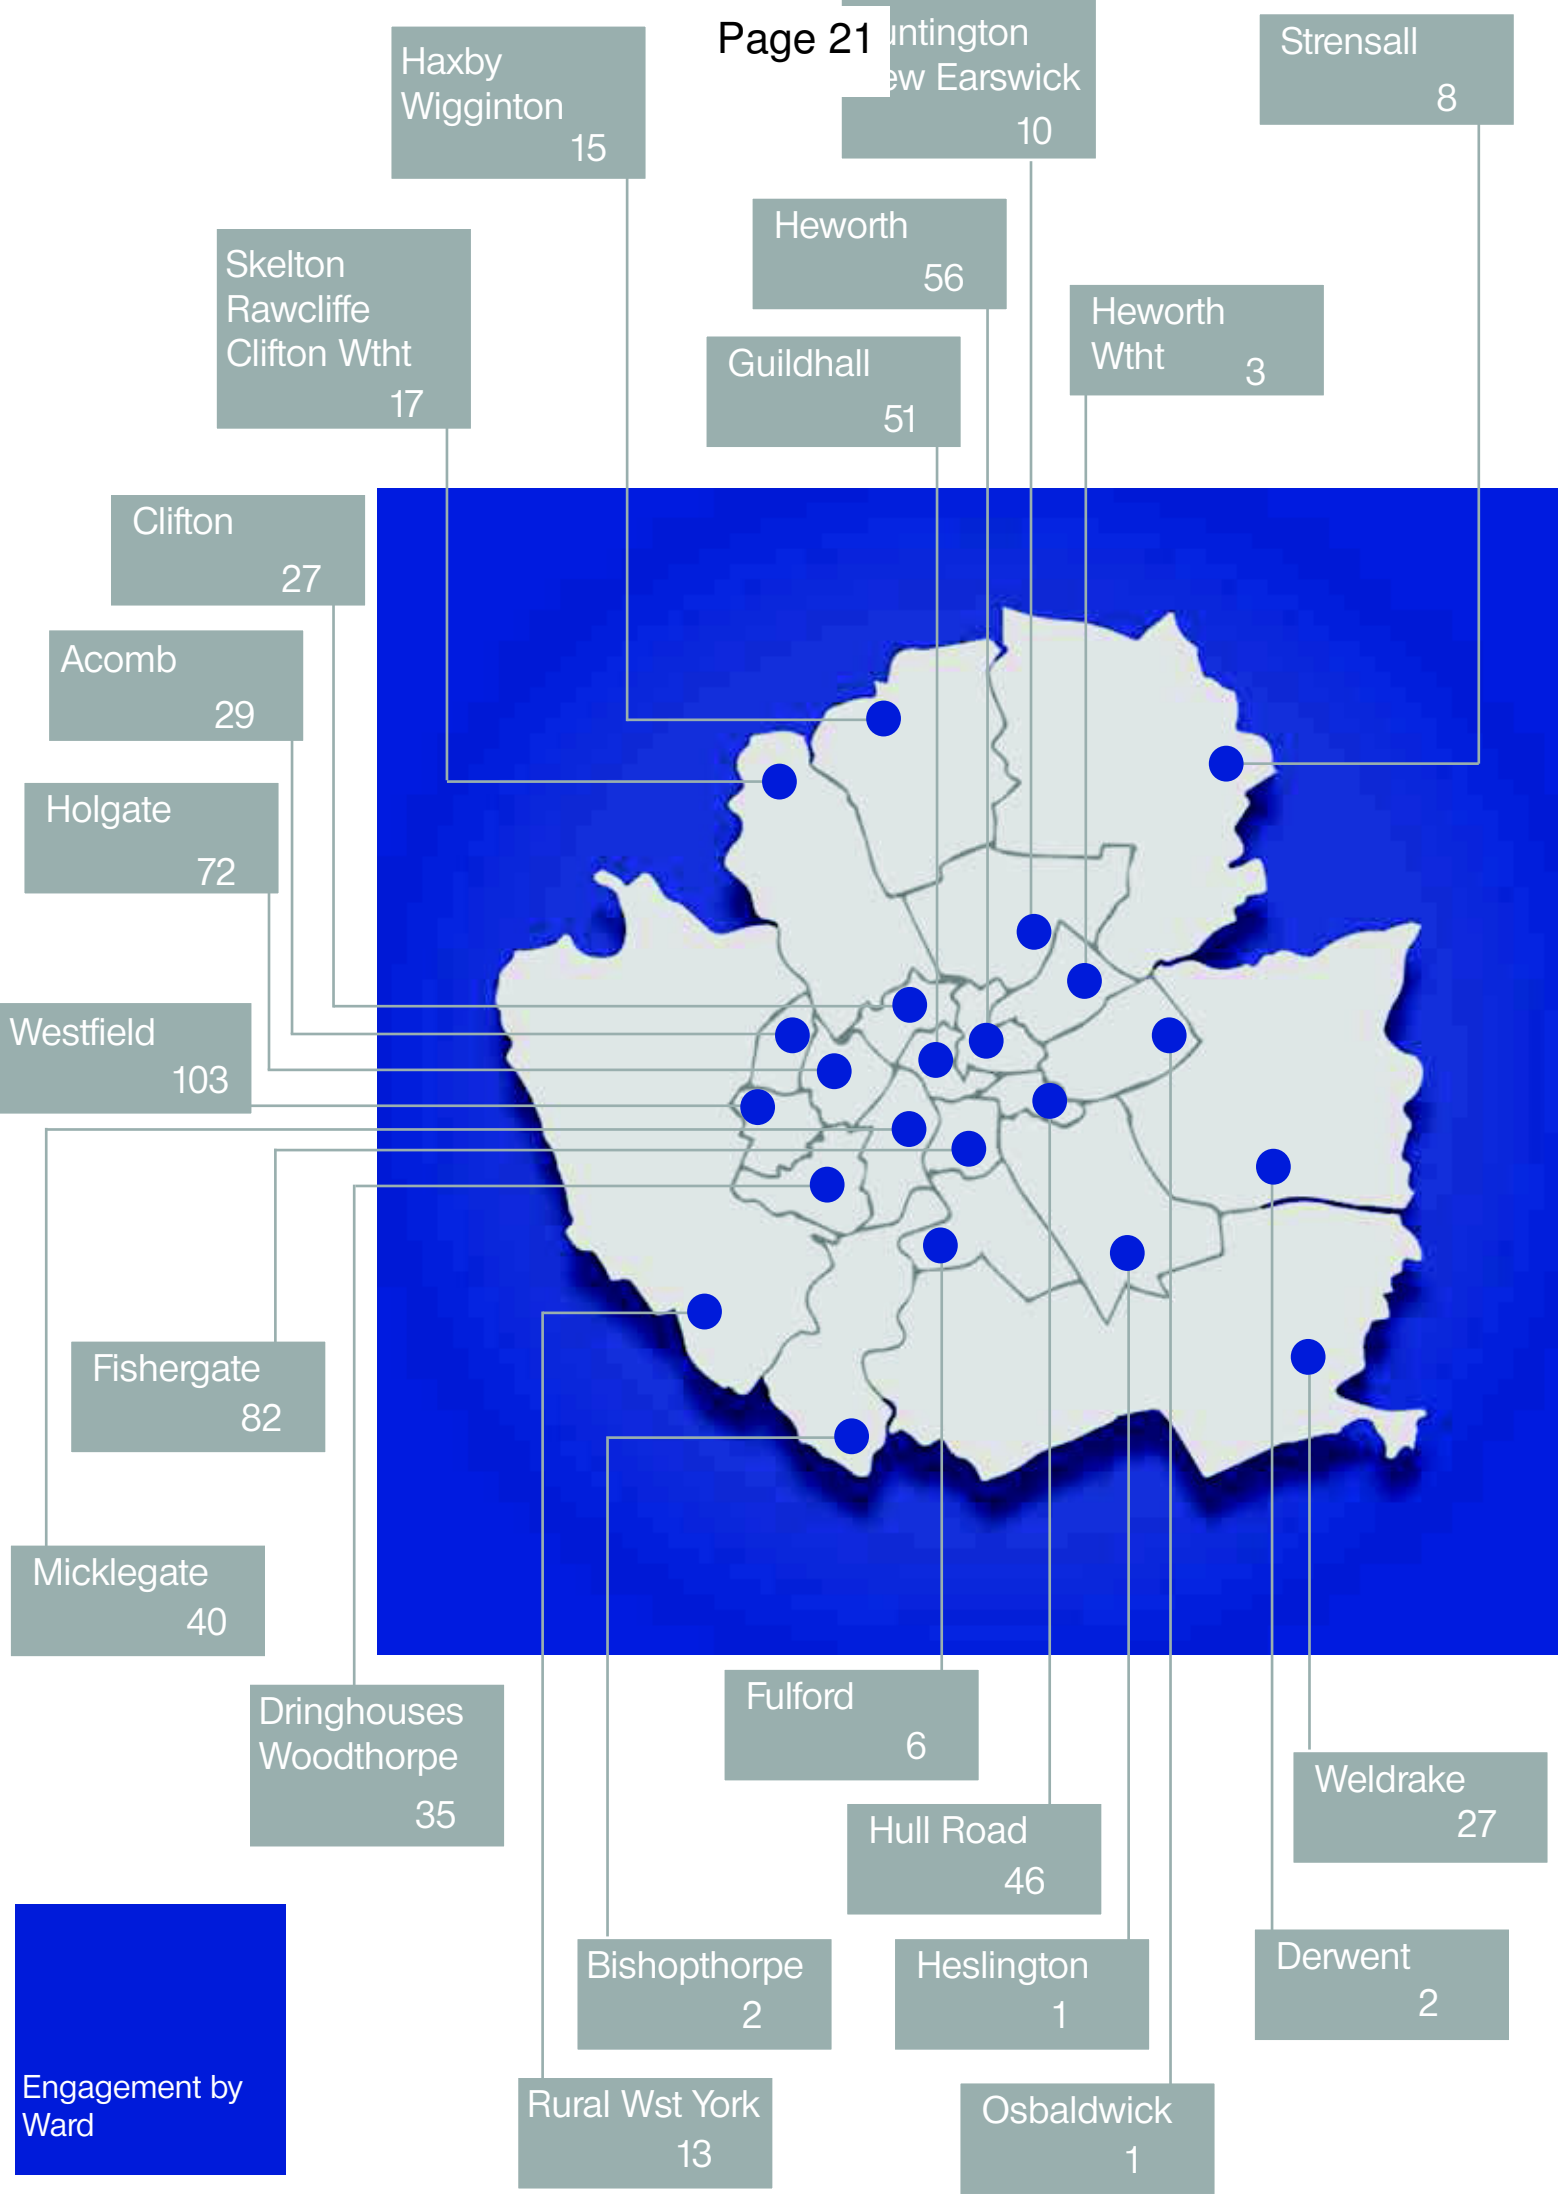 Page 21
Haxby
Wigginton
15
untington
ew Earswick
10
Strensall
8
Heworth
56
Skelton
Rawcliffe
Clifton Wtht
17
Heworth
Wtht
3
Guildhall
51
Clifton
27
Acomb
29
Holgate
72
Westfield
103
Fishergate
82
Micklegate
40
Dringhouses
Woodthorpe
35
Fulford
6
Weldrake
27
Hull Road
46
Bishopthorpe
2
Heslington
1
Derwent
2
Rural Wst York
13
Osbaldwick
1
Engagement by
Ward